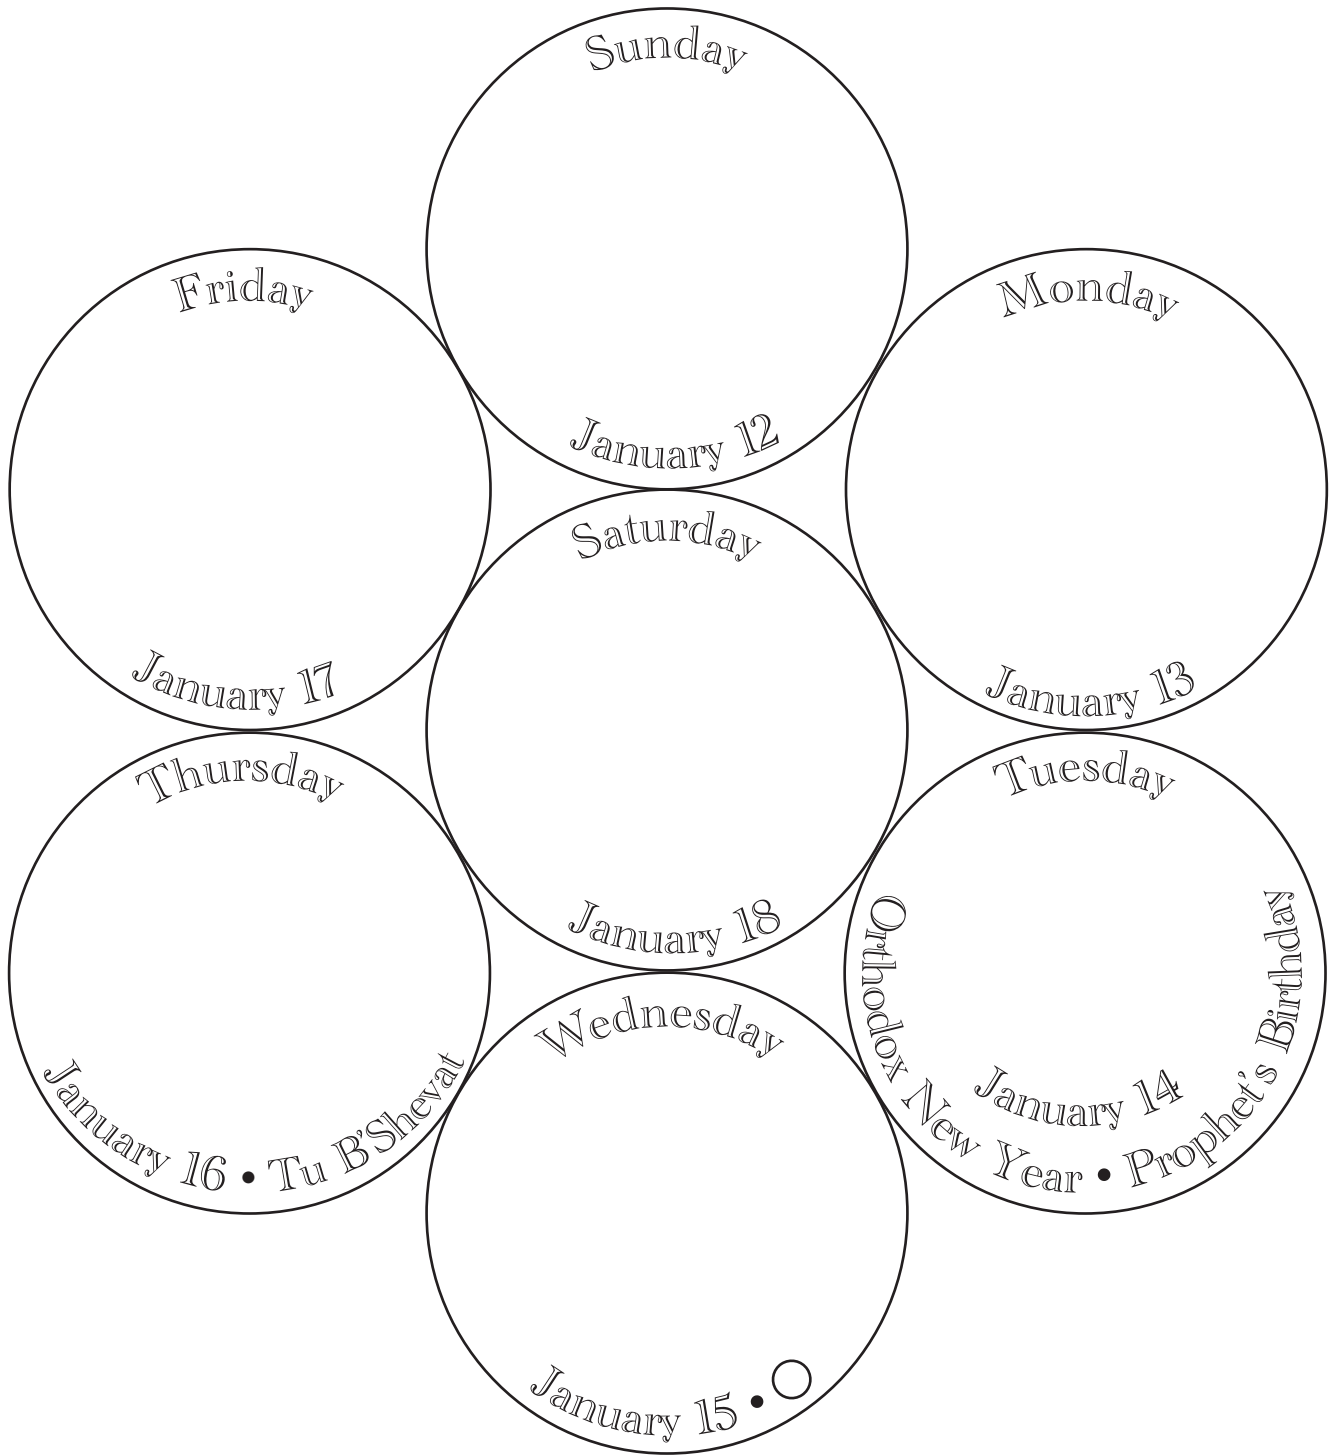 Sunday
January 12
Monday
January 13
Tuesday
January 14
Orthodox New Year • Prophet's Birthday
Wednesday
January 15 •
Thursday
January 16 • Tu B'Shevat
Friday
January 17
Saturday
January 18